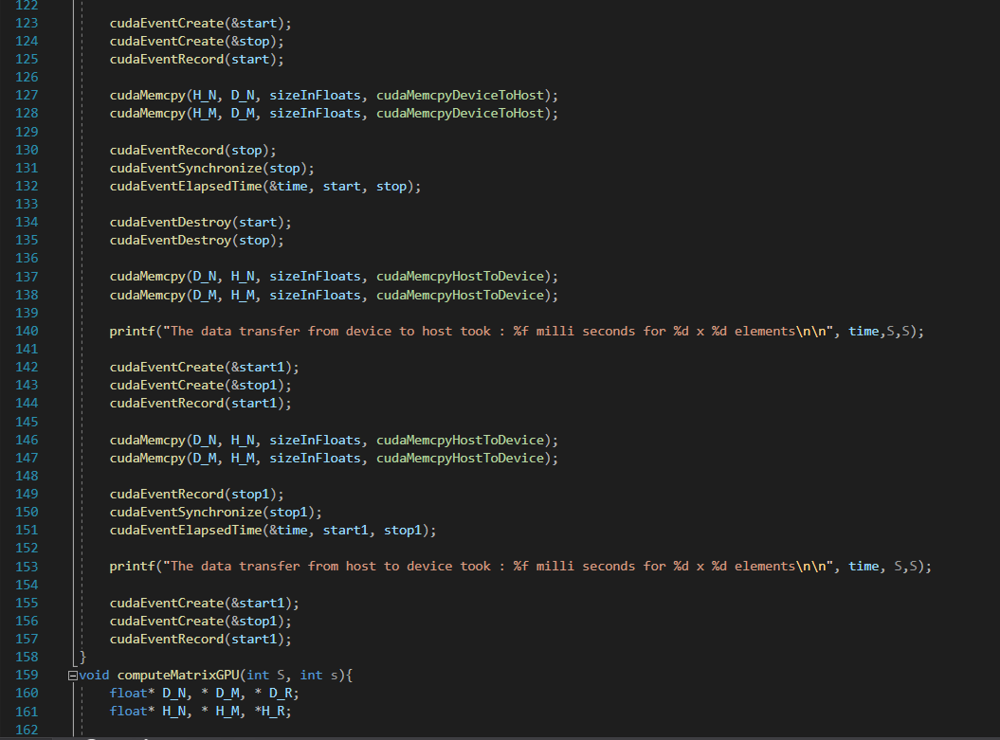 122
123 cudaEventCreate(&start);
124 cudaEventCreate(&stop);
125 cudaEventRecord(start);
126
127 cudaMemcpy(H_N, D_N, sizeInFloats, cudaMemcpyDeviceToHost);
128 cudaMemcpy(H_M, D_M, sizeInFloats, cudaMemcpyDeviceToHost);
129
130 cudaEventRecord(stop);
131 cudaEventSynchronize(stop);
132 cudaEventElapsedTime(&time, start, stop);
133
134 cudaEventDestroy(start);
135 cudaEventDestroy(stop);
136
137 cudaMemcpy(D_N, H_N, sizeInFloats, cudaMemcpyHostToDevice);
138 cudaMemcpy(D_M, H_M, sizeInFloats, cudaMemcpyHostToDevice);
139
140 printf("The data transfer from device to host took : %f milli seconds for %d x %d elements\n\n", time,S,S);
141
142 cudaEventCreate(&start1);
143 cudaEventCreate(&stop1);
144 cudaEventRecord(start1);
145
146 cudaMemcpy(D_N, H_N, sizeInFloats, cudaMemcpyHostToDevice);
147 cudaMemcpy(D_M, H_M, sizeInFloats, cudaMemcpyHostToDevice);
148
149 cudaEventRecord(stop1);
150 cudaEventSynchronize(stop1);
151 cudaEventElapsedTime(&time, start1, stop1);
152
153 printf("The data transfer from host to device took : %f milli seconds for %d x %d elements\n\n", time, S,S);
154
155 cudaEventCreate(&start1);
156 cudaEventCreate(&stop1);
157 cudaEventRecord(start1);
158 }
159 void computeMatrixGPU(int S, int s){
160 float* D_N, * D_M, * D_R;
161 float* H_N, * H_M, *H_R;
162